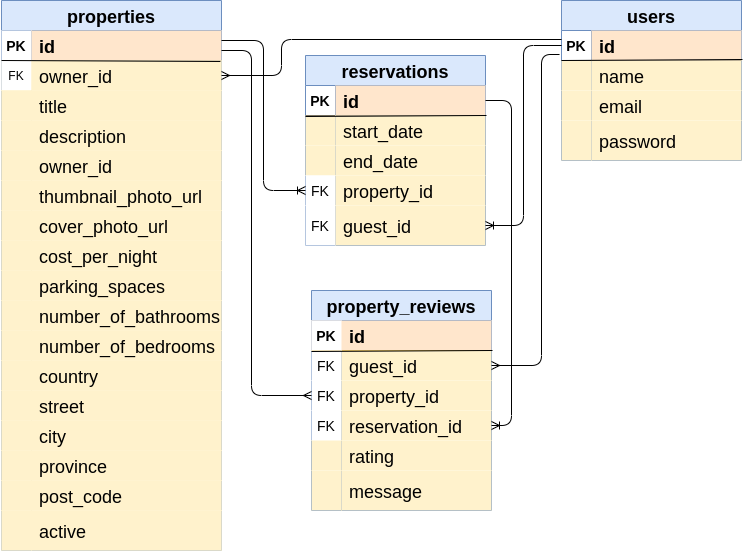 properties
PK id
FK owner_id
title
description
owner_id
thumbnail_photo_url
cover_photo_url
cost_per_night
parking_spaces
number_of_bathrooms
number_of_bedrooms
country
street
city
province
post_code
active
reservations
PK id
start_date
end_date
FK property_id
FK guest_id
property_reviews
PK id
FK guest_id
FK property_id
FK reservation_id
rating
message
users
PK id
name
email
password